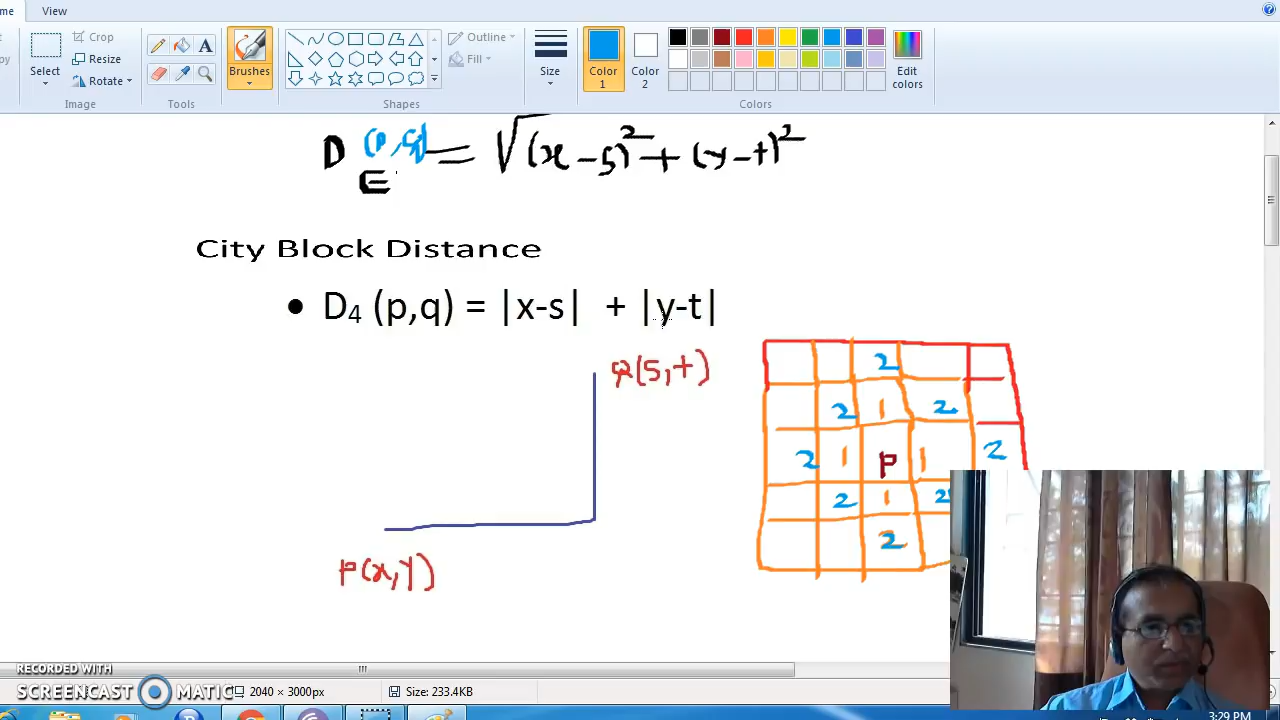 me View
Crop
Resize
Rotate
Select
Image
A
Brushes
Tools
Outline
Fill
Shapes
Size
Color 1
Color 2
Edit colors
Colors
D E (p,q) = √(x-s)² + (y-t)²
City Block Distance
• D4 (p,q) = |x-s| + |y-t|
q(s,t)
P(x,y)
2
2 1 2
2 1 P 1 2
2 1 2
2
RECORDED WITH
SCREENCAST MATIC
2040 × 3000px
Size: 233.4KB
3:29 PM